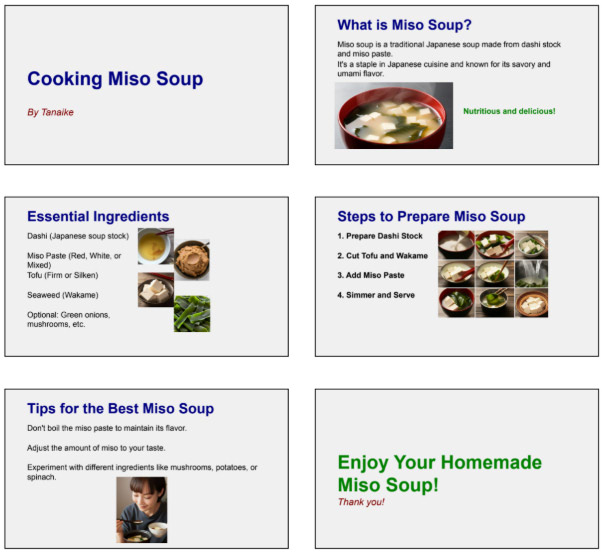 Cooking Miso Soup
By Tanaike
What is Miso Soup?
Miso soup is a traditional Japanese soup made from dashi stock
and miso paste.
It's a staple in Japanese cuisine and known for its savory and
umami flavor.
Nutritious and delicious!
Essential Ingredients
Dashi (Japanese soup stock)
Miso Paste (Red, White, or
Mixed)
Tofu (Firm or Silken)
Seaweed (Wakame)
Optional: Green onions,
mushrooms, etc.
Steps to Prepare Miso Soup
1. Prepare Dashi Stock
2. Cut Tofu and Wakame
3. Add Miso Paste
4. Simmer and Serve
Tips for the Best Miso Soup
Don't boil the miso paste to maintain its flavor.
Adjust the amount of miso to your taste.
Experiment with different ingredients like mushrooms, potatoes, or
spinach.
Enjoy Your Homemade
Miso Soup!
Thank you!